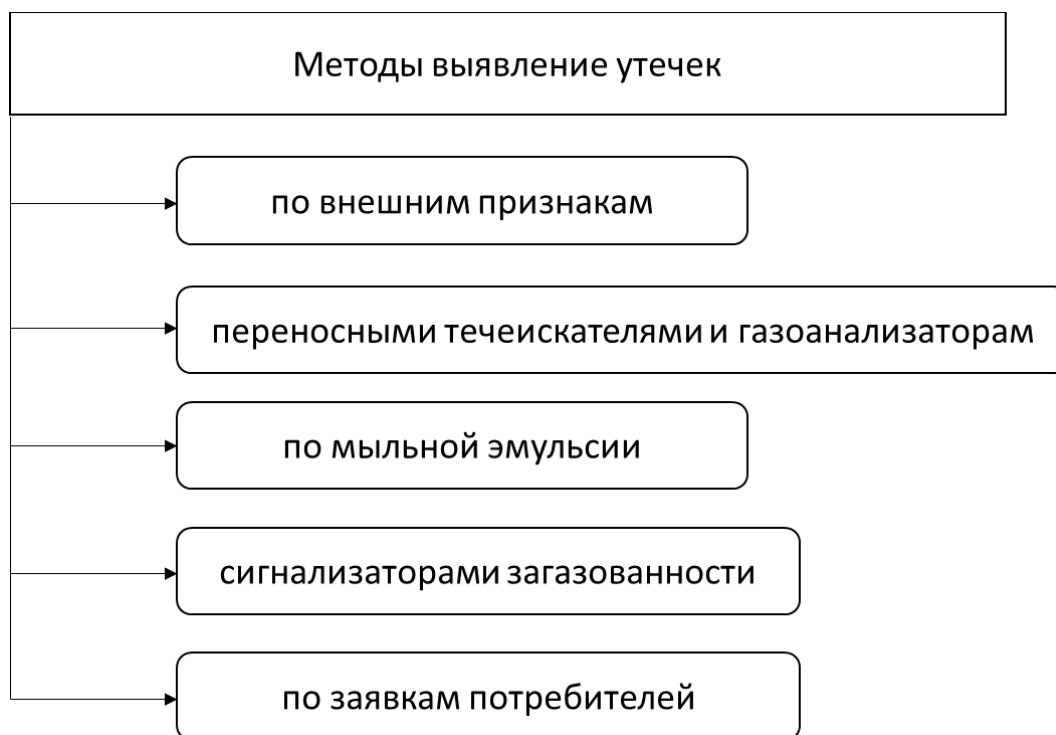 Методы выявление утечек
по внешним признакам
переносными течеискателями и газоанализаторам
по мыльной эмульсии
сигнализаторами загазованности
по заявкам потребителей